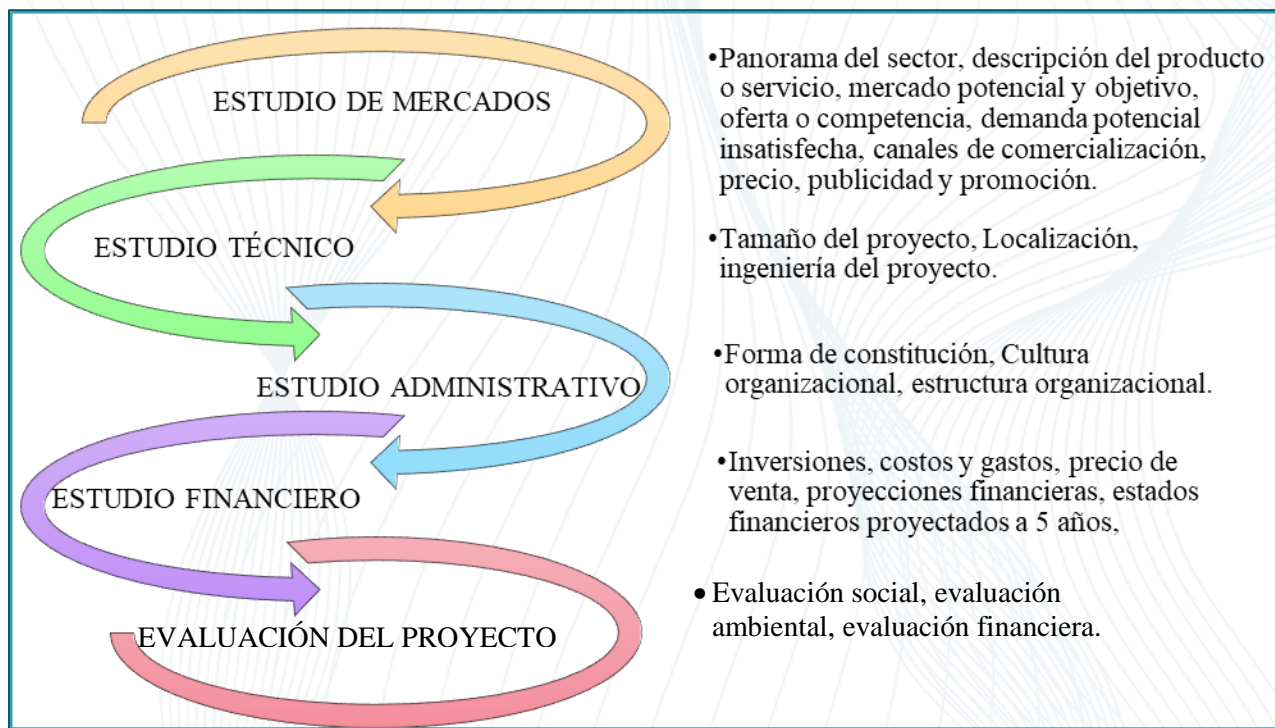 ESTUDIO DE MERCADOS
•Panorama del sector, descripción del producto
o servicio, mercado potencial y objetivo,
oferta o competencia, demanda potencial
insatisfecha, canales de comercialización,
precio, publicidad y promoción.
ESTUDIO TÉCNICO
•Tamaño del proyecto, Localización,
ingeniería del proyecto.
ESTUDIO ADMINISTRATIVO
•Forma de constitución, Cultura
organizacional, estructura organizacional.
ESTUDIO FINANCIERO
•Inversiones, costos y gastos, precio de
venta, proyecciones financieras, estados
financieros proyectados a 5 años,
EVALUACIÓN DEL PROYECTO
• Evaluación social, evaluación
ambiental, evaluación financiera.